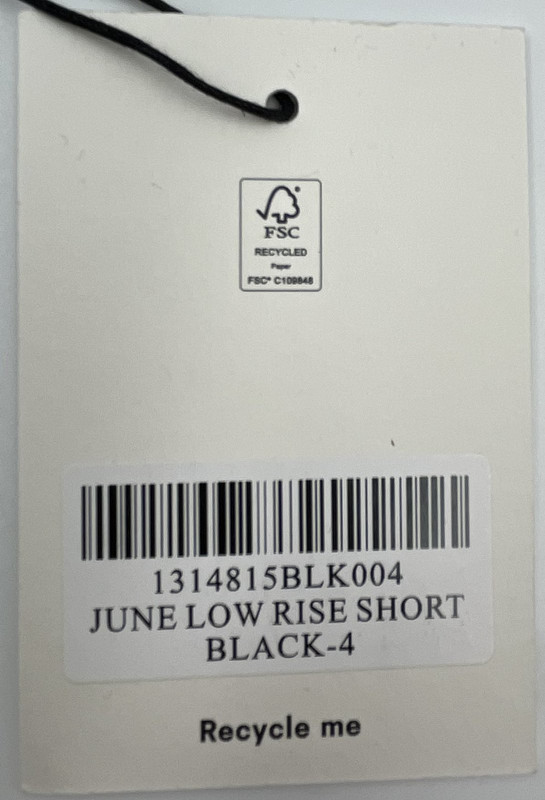 FSC
RECYCLED
Paper
FSC® C109848
1314815BLK004
JUNE LOW RISE SHORT
BLACK-4
Recycle me